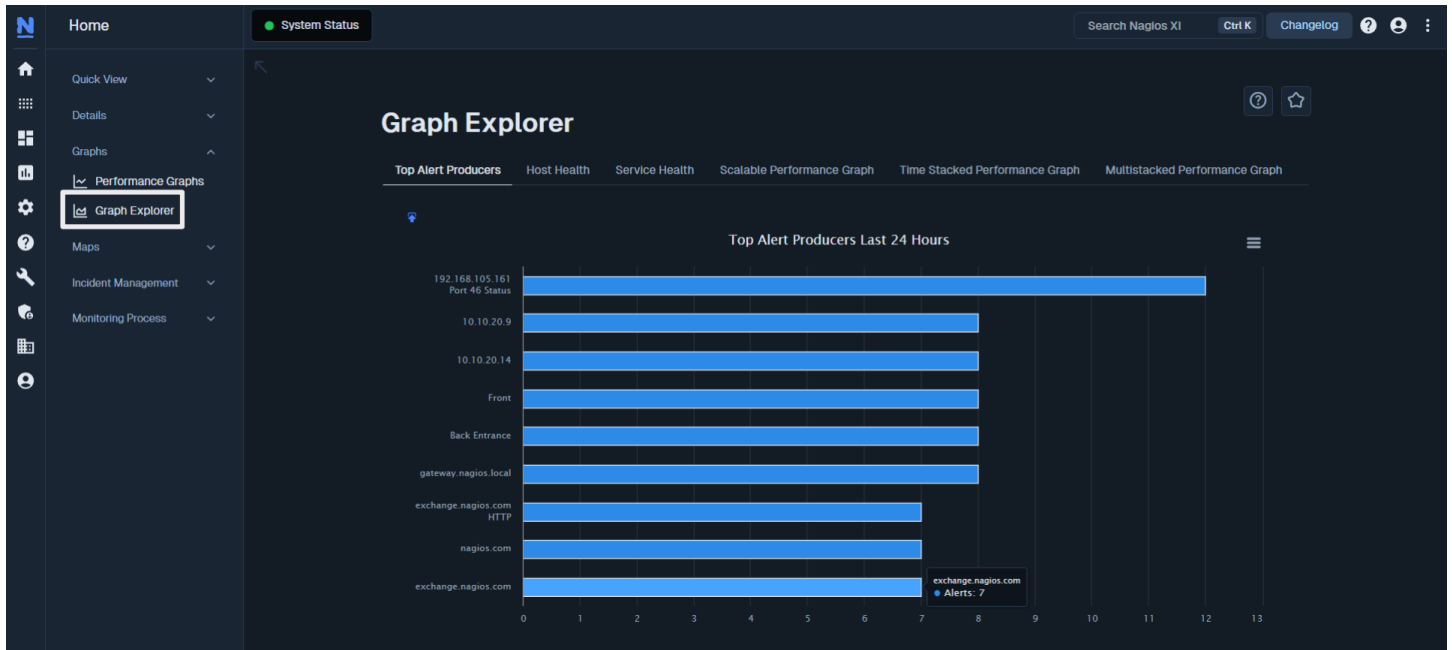 N
Home
System Status
Search Nagios XI
Ctrl K
Changelog
Quick View
Details
Graphs
Performance Graphs
Graph Explorer
Maps
Incident Management
Monitoring Process
Graph Explorer
Top Alert Producers
Host Health
Service Health
Scalable Performance Graph
Time Stacked Performance Graph
Multistacked Performance Graph
Top Alert Producers Last 24 Hours
192.168.105.161
Port 46 Status
10.10.20.9
10.10.20.14
Front
Back Entrance
gateway.nagios.local
exchange.nagios.com
HTTP
nagios.com
exchange.nagios.com
exchange.nagios.com
Alerts: 7
0 1 2 3 4 5 6 7 8 9 10 11 12 13